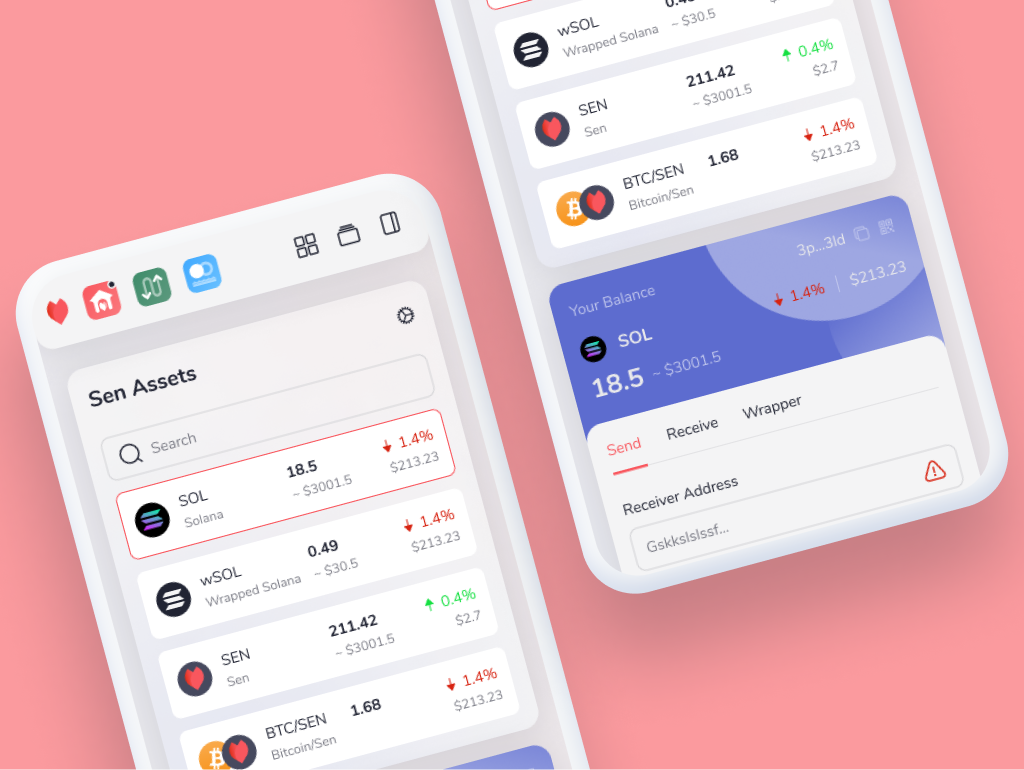 Sen Assets
Search
SOL
Solana
18.5
~ $3001.5
1.4%
$213.23
wSOL
Wrapped Solana
0.49
~ $30.5
1.4%
$213.23
SEN
Sen
211.42
~ $3001.5
0.4%
$2.7
BTC/SEN
Bitcoin/Sen
1.68
1.4%
$213.23
wSOL
Wrapped Solana
~ $30.5
SEN
Sen
211.42
~ $3001.5
0.4%
$2.7
BTC/SEN
Bitcoin/Sen
1.68
1.4%
$213.23
Your Balance
3p...3ld
SOL
1.4%
$213.23
18.5 ~ $3001.5
Send Receive Wrapper
Receiver Address
Gskkslslssf...